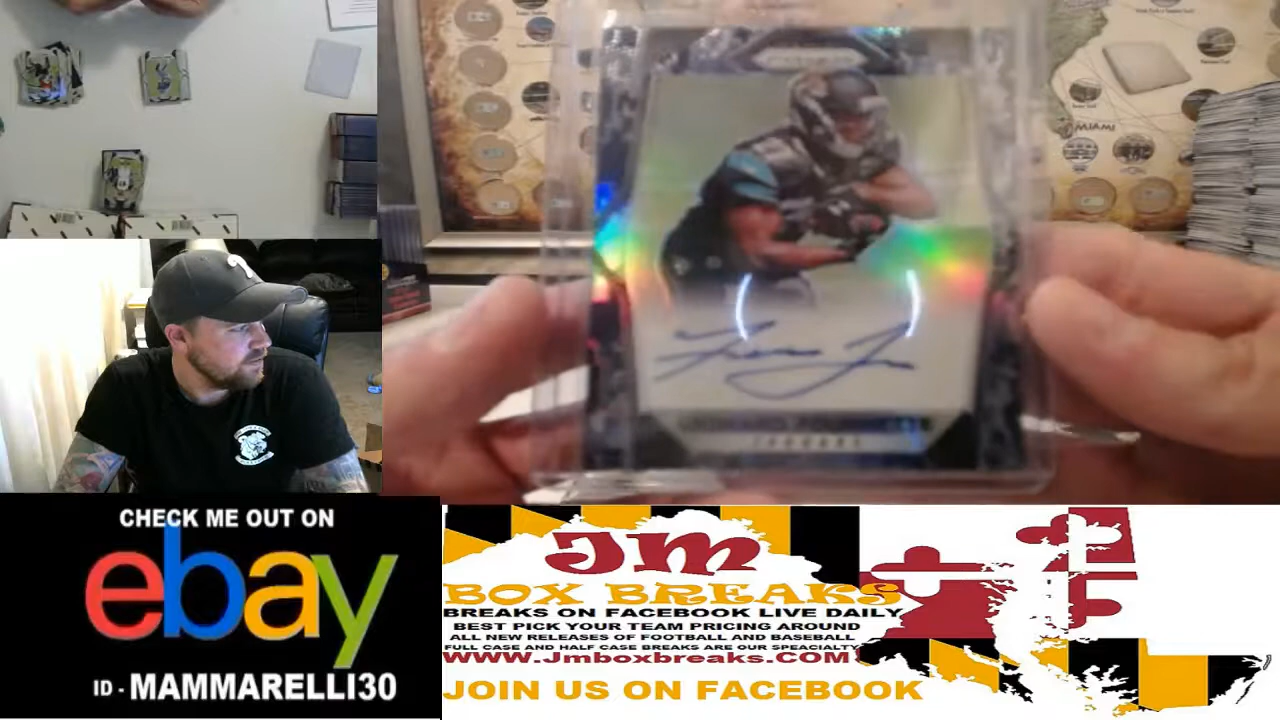 MIAMI
PRIZM
JAGUARS
CHECK ME OUT ON
ebay
ID - MAMMARELLI30
JM
BOX BREAKS
BREAKS ON FACEBOOK LIVE DAILY
BEST PICK YOUR TEAM PRICING AROUND
ALL NEW RELEASES OF FOOTBALL AND BASEBALL
FULL CASE AND HALF CASE BREAKS ARE OUR SPEACIALTY
WWW.Jmboxbreaks.COM
JOIN US ON FACEBOOK